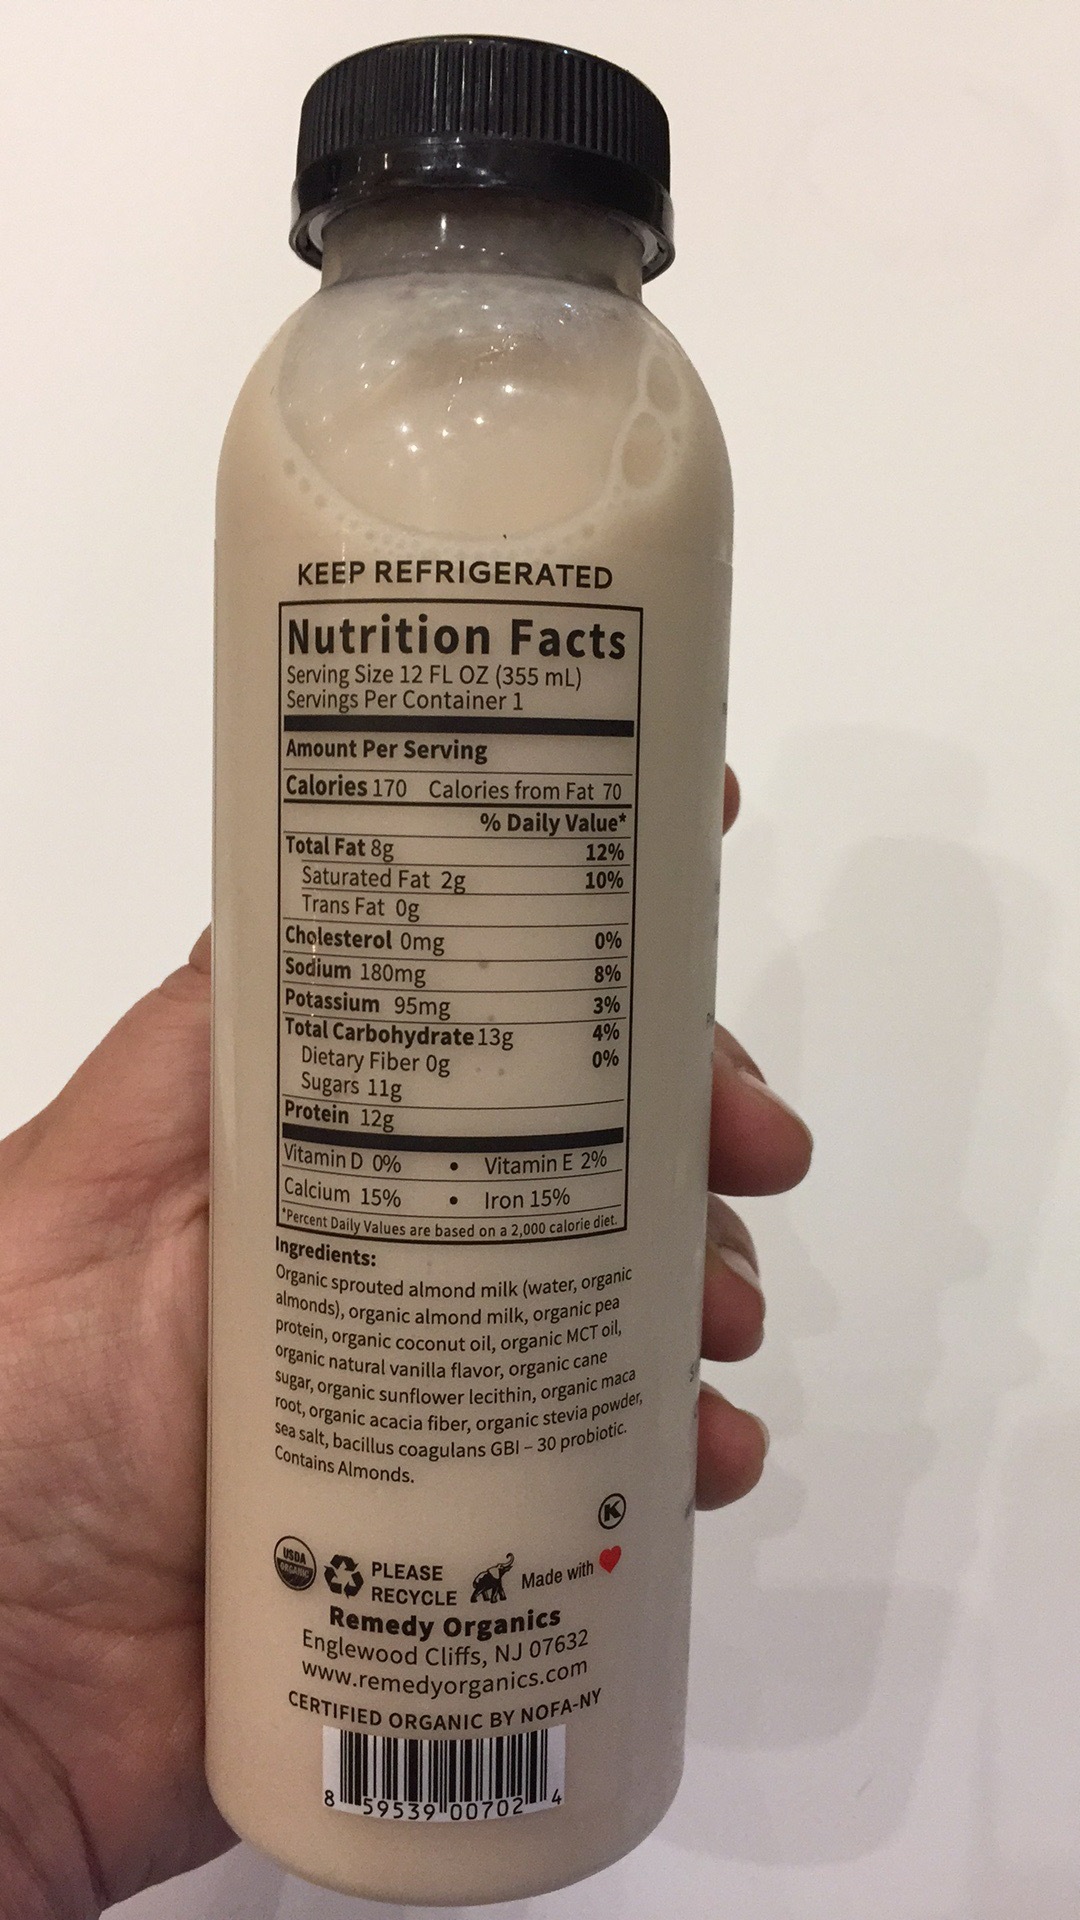 KEEP REFRIGERATED
Nutrition Facts
Serving Size 12 FL OZ (355 mL)
Servings Per Container 1
Amount Per Serving
Calories 170 Calories from Fat 70
% Daily Value*
Total Fat 8g 12%
Saturated Fat 2g 10%
Trans Fat 0g
Cholesterol 0mg 0%
Sodium 180mg 8%
Potassium 95mg 3%
Total Carbohydrate 13g 4%
Dietary Fiber 0g 0%
Sugars 11g
Protein 12g
Vitamin D 0% • Vitamin E 2%
Calcium 15% • Iron 15%
*Percent Daily Values are based on a 2,000 calorie diet.
Ingredients:
Organic sprouted almond milk (water, organic
almonds), organic almond milk, organic pea
protein, organic coconut oil, organic MCT oil,
organic natural vanilla flavor, organic cane
sugar, organic sunflower lecithin, organic maca
root, organic acacia fiber, organic stevia powder,
sea salt, bacillus coagulans GBI – 30 probiotic.
Contains Almonds.
K
USDA
ORGANIC
PLEASE
RECYCLE
Made with
Remedy Organics
Englewood Cliffs, NJ 07632
www.remedyorganics.com
CERTIFIED ORGANIC BY NOFA-NY
8 59539 00702 4